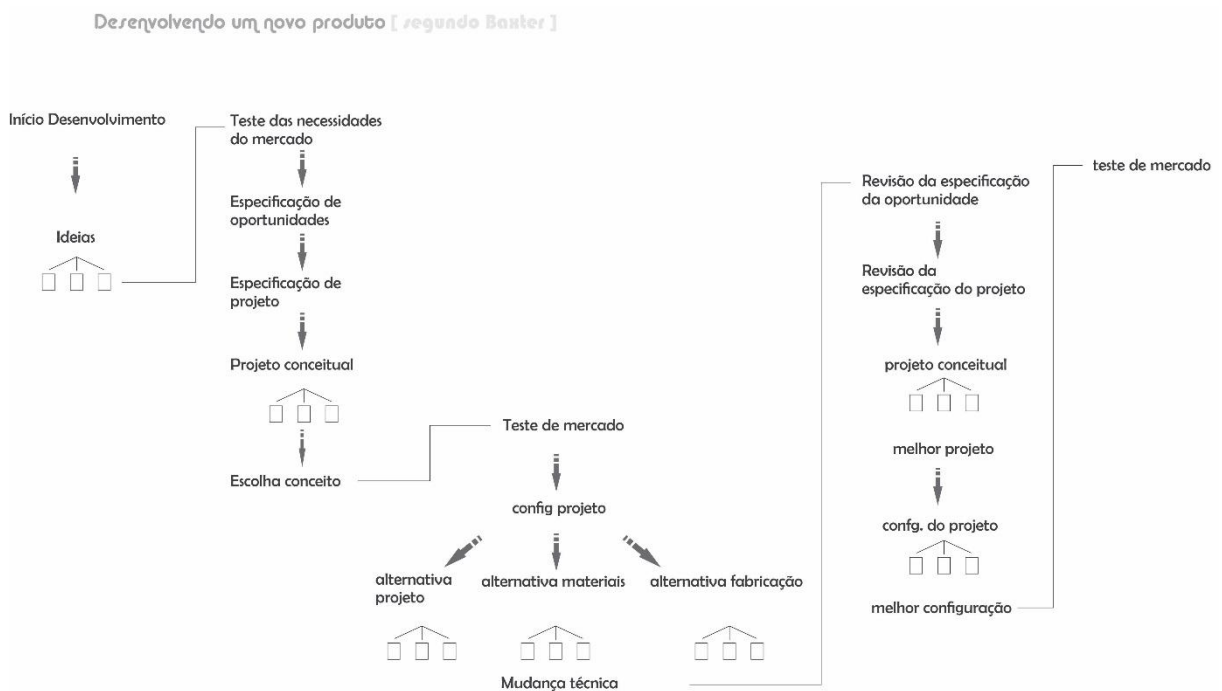 Desenvolvendo um novo produto [ segundo Baxter ]
Início Desenvolvimento
Ideias
Teste das necessidades
do mercado
Especificação de
oportunidades
Especificação de
projeto
Projeto conceitual
Escolha conceito
Teste de mercado
config projeto
alternativa
projeto
alternativa materiais
alternativa fabricação
Mudança técnica
Revisão da especificação
da oportunidade
Revisão da
especificação do projeto
projeto conceitual
melhor projeto
confg. do projeto
melhor configuração
teste de mercado